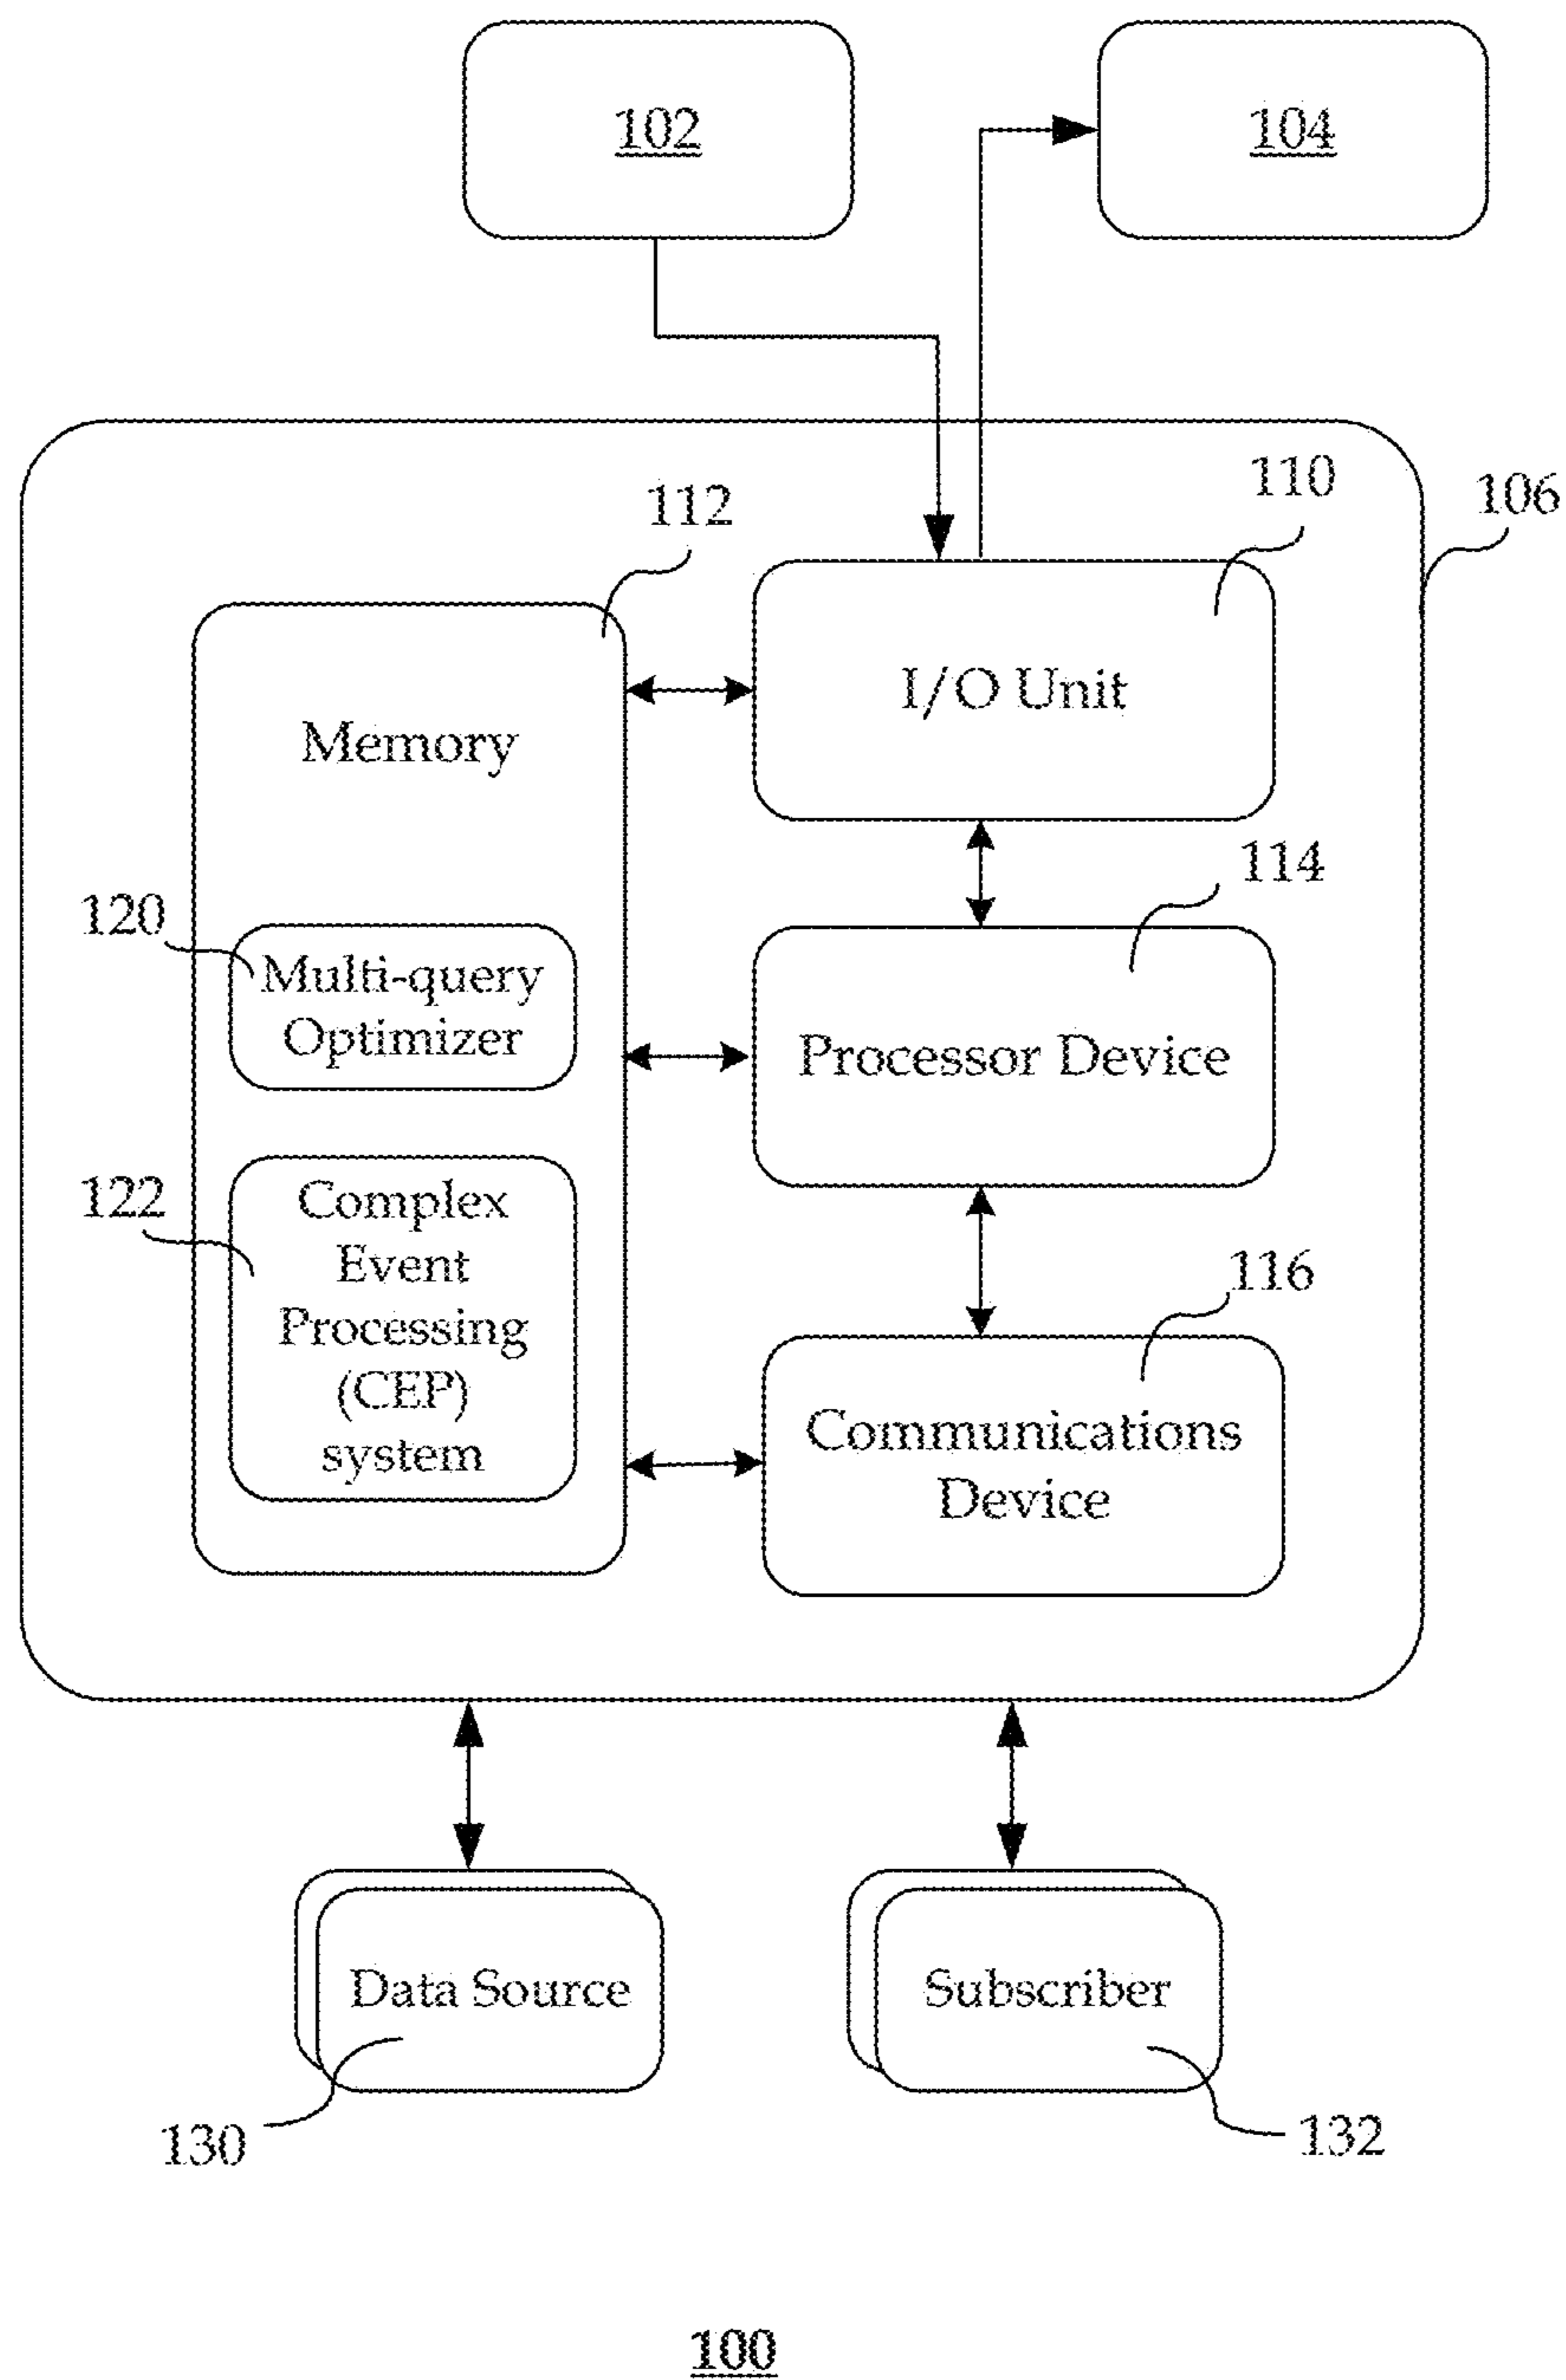 102
104
110
106
112
I/O Unit
Memory
114
120
Multi-query
Optimizer
Processor Device
122
Complex
Event
Processing
(CEP)
system
116
Communications
Device
Data Source
Subscriber
130
132
100